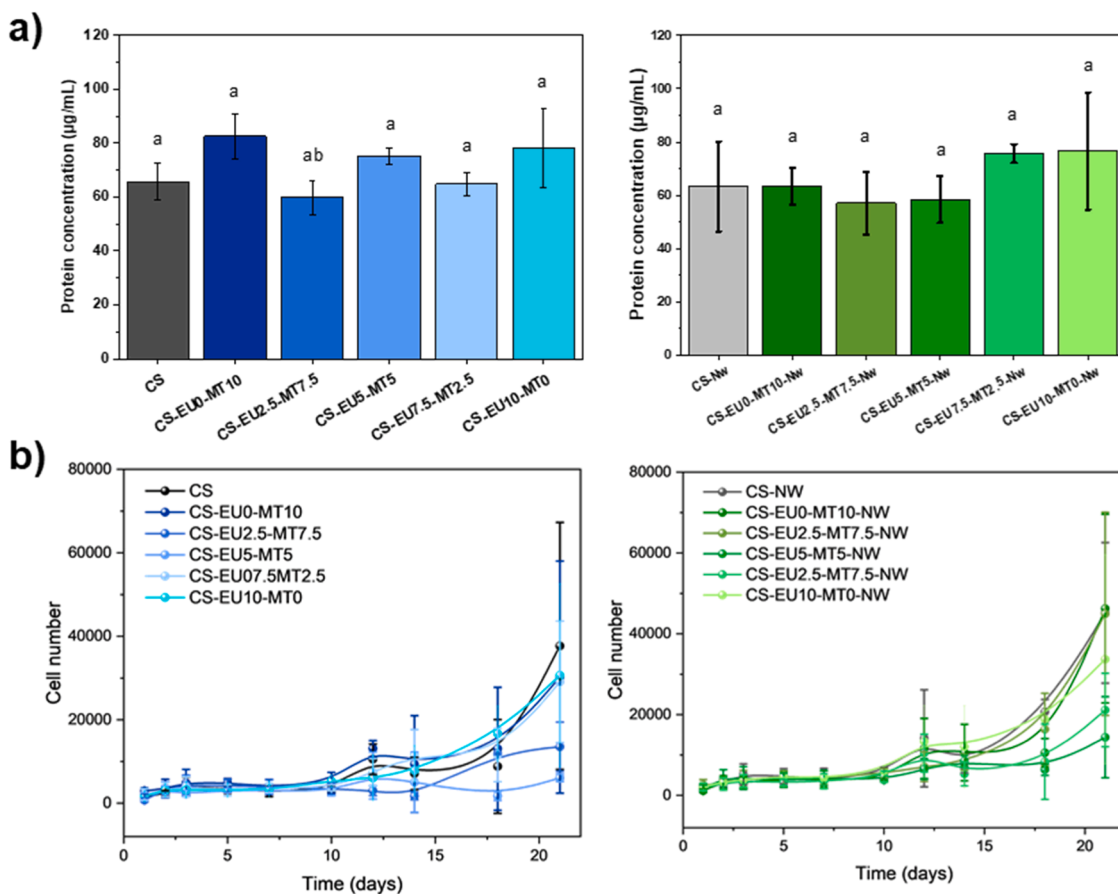 a)
Protein concentration (µg/mL)
120
100
80
60
40
20
0
a
a
ab
a
a
a
CS
CS-EU0-MT10
CS-EU2.5-MT7.5
CS-EU5-MT5
CS-EU7.5-MT2.5
CS-EU10-MT0
Protein concentration (µg/mL)
120
100
80
60
40
20
0
a
a
a
a
a
a
CS-Nw
CS-EU0-MT10-Nw
CS-EU2.5-MT7.5-Nw
CS-EU5-MT5-Nw
CS-EU7.5-MT2.5-Nw
CS-EU10-MT0-Nw
b)
Cell number
80000
60000
40000
20000
0
CS
CS-EU0-MT10
CS-EU2.5-MT7.5
CS-EU5-MT5
CS-EU07.5MT2.5
CS-EU10-MT0
0
5
10
15
20
Time (days)
Cell number
80000
60000
40000
20000
0
CS-NW
CS-EU0-MT10-NW
CS-EU2.5-MT7.5-NW
CS-EU5-MT5-NW
CS-EU2.5-MT7.5-NW
CS-EU10-MT0-NW
0
5
10
15
20
Time (days)